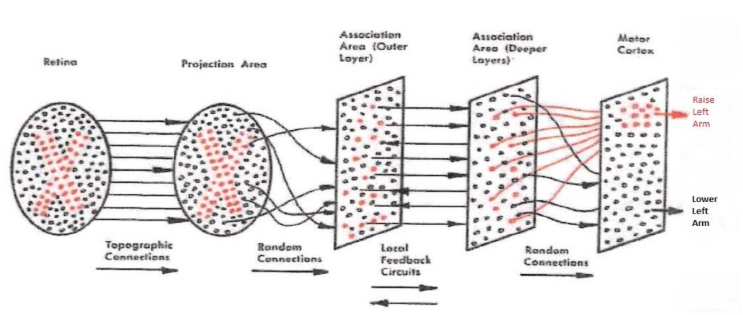 Retina
Projection Area
Association
Area (Outer
Layer)
Association
Area (Deeper
Layers)
Motor
Cortex
Raise
Left
Arm
Lower
Left
Arm
Topographic
Connections
Random
Connections
Local
Feedback
Circuits
Random
Connections